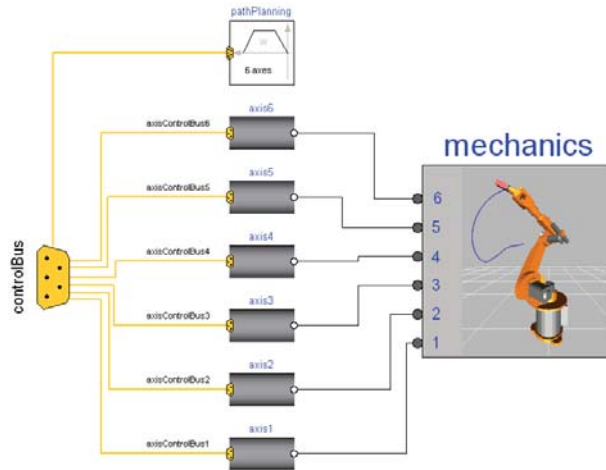 pathPlanning
6 axes
axis6
axisControlBus6
mechanics
axis5
axisControlBus5
6
5
axis4
axisControlBus4
4
controlBus
axis3
axisControlBus3
3
2
axis2
axisControlBus2
1
axis1
axisControlBus1